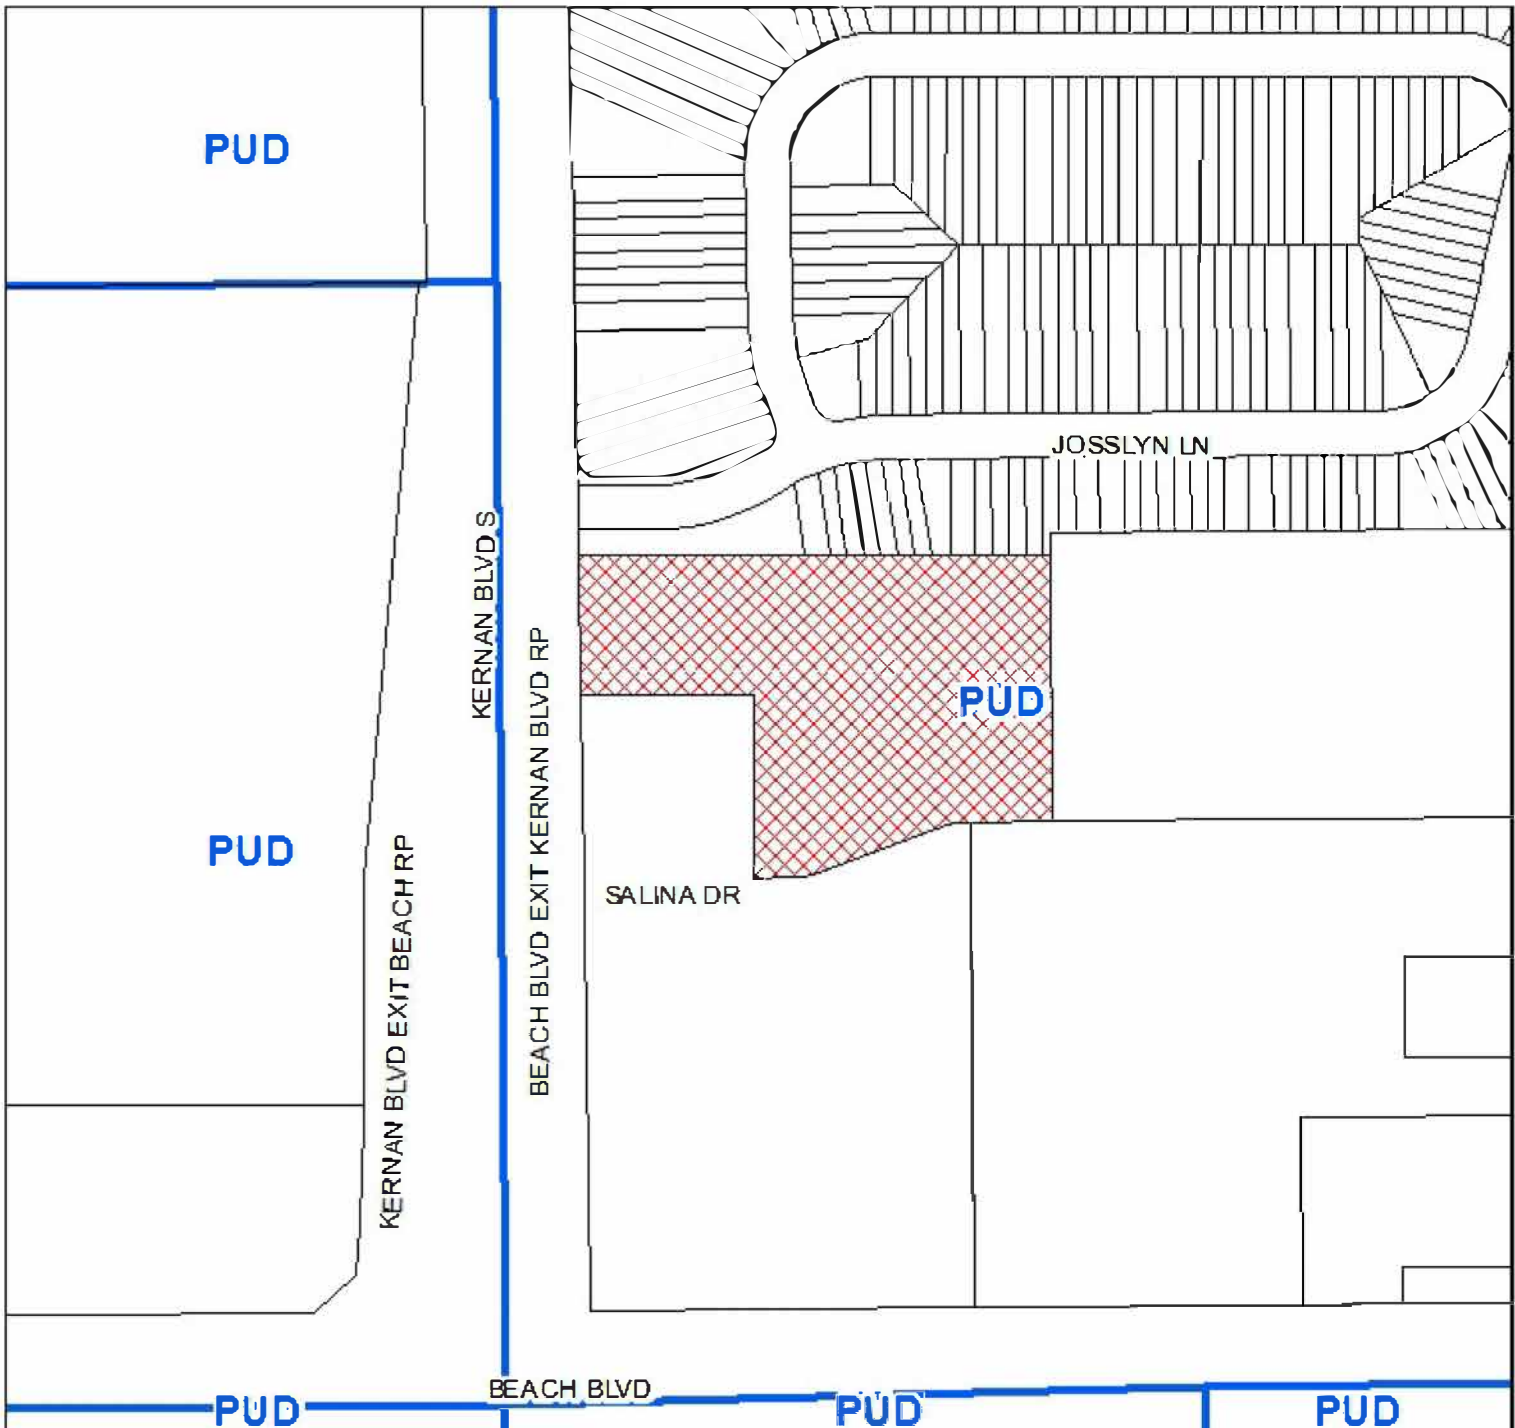 PUD
JOSSLYN LN
KERNAN BLVD S
BEACH BLVD EXIT KERNAN BLVD RP
PUD
PUD
KERNAN BLVD EXIT BEACH RP
SALINA DR
BEACH BLVD
PUD
PUD
PUD